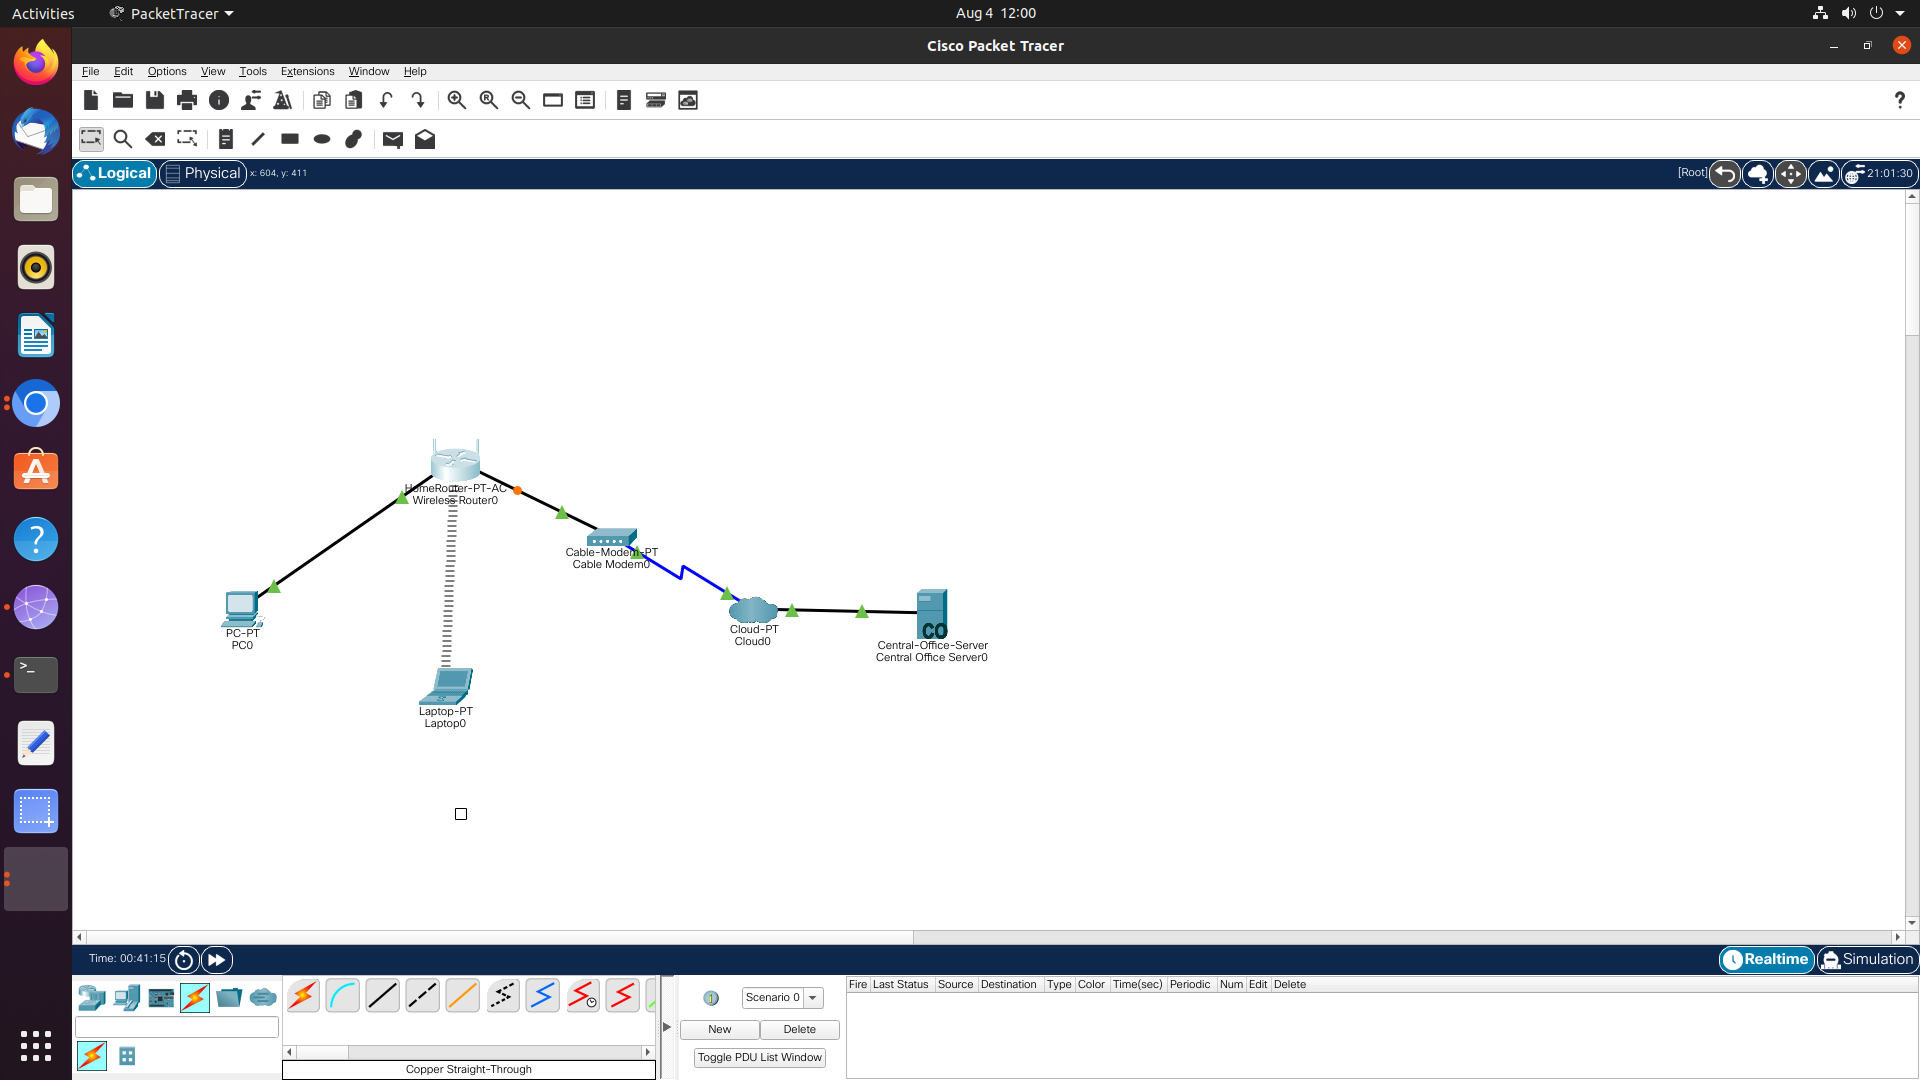 Activities
PacketTracer
Aug 4 12:00
Cisco Packet Tracer
File Edit Options View Tools Extensions Window Help
?
Logical
Physical
x: 604, y: 411
[Root]
21:01:30
HomeRouter-PT-AC
Wireless Router0
Cable-Modem-PT
Cable Modem0
PC-PT
PC0
Cloud-PT
Cloud0
CO
Central-Office-Server
Central Office Server0
Laptop-PT
Laptop0
Time: 00:41:15
Realtime
Simulation
Scenario 0
New
Delete
Toggle PDU List Window
Fire Last Status Source Destination Type Color Time(sec) Periodic Num Edit Delete
Copper Straight-Through